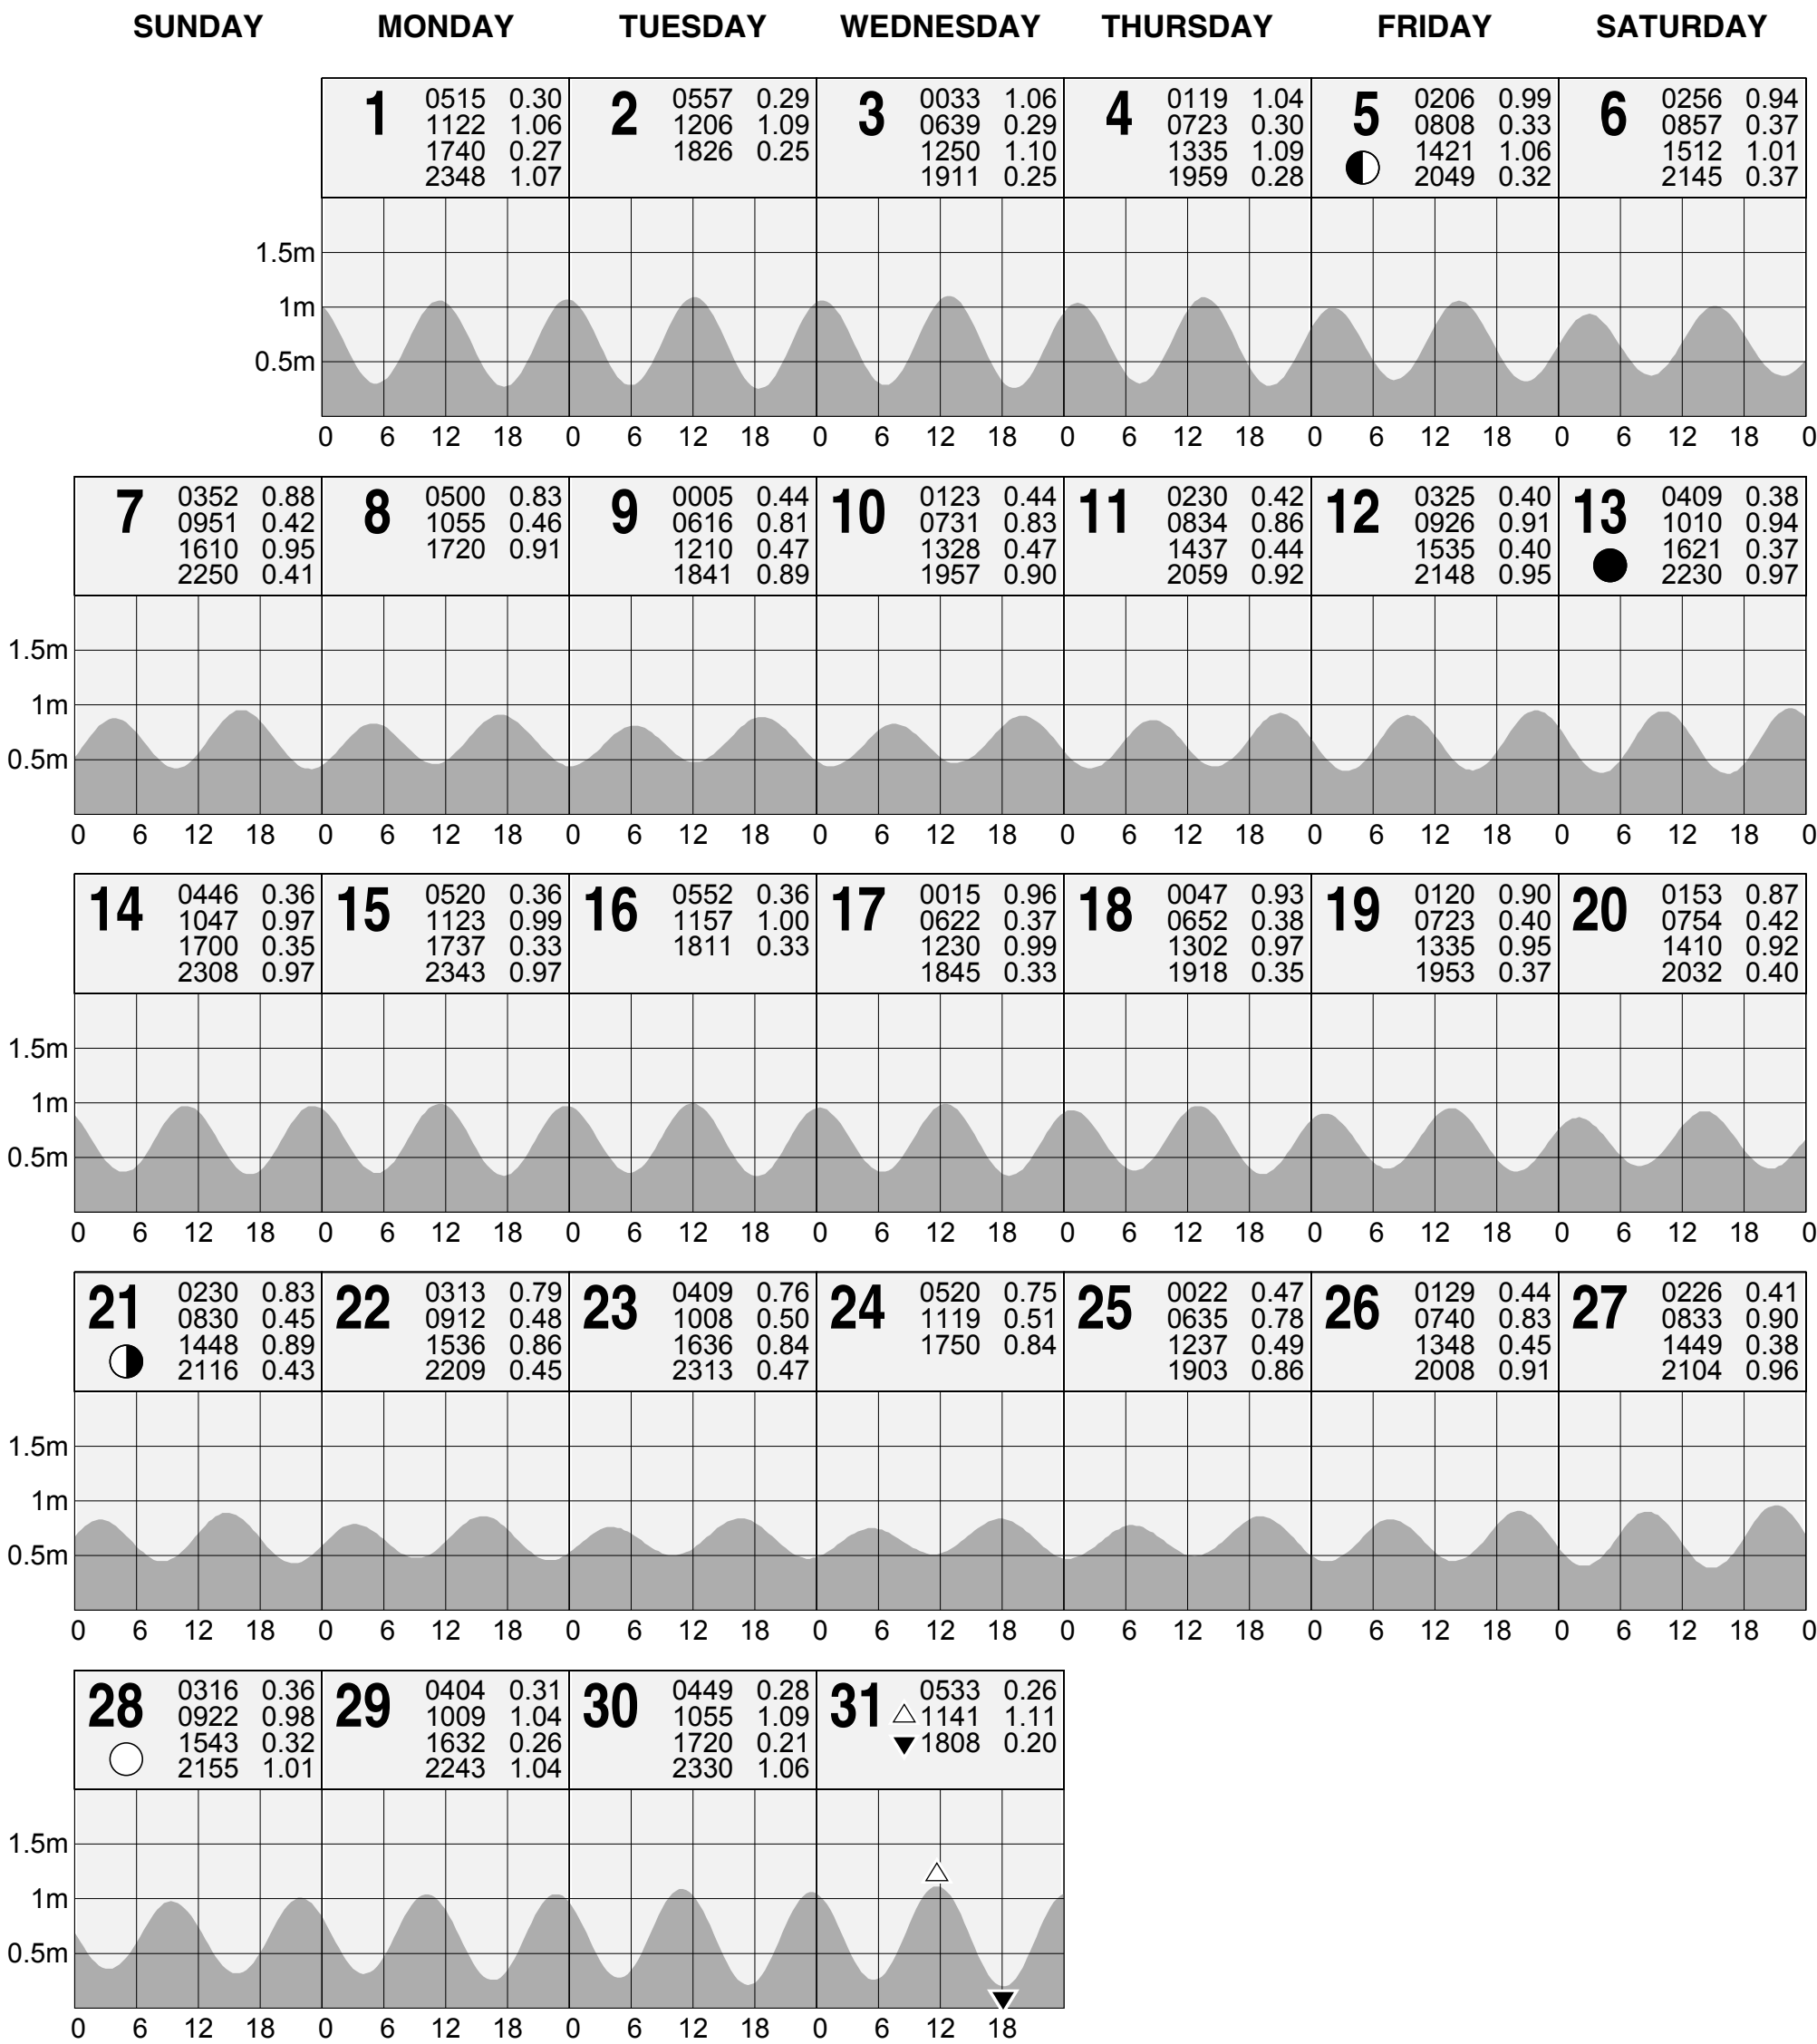 SUNDAY MONDAY TUESDAY WEDNESDAY THURSDAY FRIDAY SATURDAY
1 0515 0.30 2 0557 0.29 3 0033 1.06 4 0119 1.04 5 0206 0.99 6 0256 0.94
1122 1.06 1206 1.09 0639 0.29 0723 0.30 0808 0.33 0857 0.37
1740 0.27 1826 0.25 1250 1.10 1335 1.09 1421 1.06 1512 1.01
2348 1.07 1911 0.25 1959 0.28 2049 0.32 2145 0.37
1.5m
1m
0.5m
0 6 12 18 0 6 12 18 0 6 12 18 0 6 12 18 0 6 12 18 0 6 12 18 0
7 0352 0.88 8 0500 0.83 9 0005 0.44 10 0123 0.44 11 0230 0.42 12 0325 0.40 13 0409 0.38
0951 0.42 1055 0.46 0616 0.81 0731 0.83 0834 0.86 0926 0.91 1010 0.94
1610 0.95 1720 0.91 1210 0.47 1328 0.47 1437 0.44 1535 0.40 1621 0.37
2250 0.41 1841 0.89 1957 0.90 2059 0.92 2148 0.95 2230 0.97
1.5m
1m
0.5m
0 6 12 18 0 6 12 18 0 6 12 18 0 6 12 18 0 6 12 18 0 6 12 18 0 6 12 18 0
14 0446 0.36 15 0520 0.36 16 0552 0.36 17 0015 0.96 18 0047 0.93 19 0120 0.90 20 0153 0.87
1047 0.97 1123 0.99 1157 1.00 0622 0.37 0652 0.38 0723 0.40 0754 0.42
1700 0.35 1737 0.33 1811 0.33 1230 0.99 1302 0.97 1335 0.95 1410 0.92
2308 0.97 2343 0.97 1845 0.33 1918 0.35 1953 0.37 2032 0.40
1.5m
1m
0.5m
0 6 12 18 0 6 12 18 0 6 12 18 0 6 12 18 0 6 12 18 0 6 12 18 0 6 12 18 0
21 0230 0.83 22 0313 0.79 23 0409 0.76 24 0520 0.75 25 0022 0.47 26 0129 0.44 27 0226 0.41
0830 0.45 0912 0.48 1008 0.50 1119 0.51 0635 0.78 0740 0.83 0833 0.90
1448 0.89 1536 0.86 1636 0.84 1750 0.84 1237 0.49 1348 0.45 1449 0.38
2116 0.43 2209 0.45 2313 0.47 1903 0.86 2008 0.91 2104 0.96
1.5m
1m
0.5m
0 6 12 18 0 6 12 18 0 6 12 18 0 6 12 18 0 6 12 18 0 6 12 18 0 6 12 18 0
28 0316 0.36 29 0404 0.31 30 0449 0.28 31 0533 0.26
0922 0.98 1009 1.04 1055 1.09 1141 1.11
1543 0.32 1632 0.26 1720 0.21 1808 0.20
2155 1.01 2243 1.04 2330 1.06
1.5m
1m
0.5m
0 6 12 18 0 6 12 18 0 6 12 18 0 6 12 18